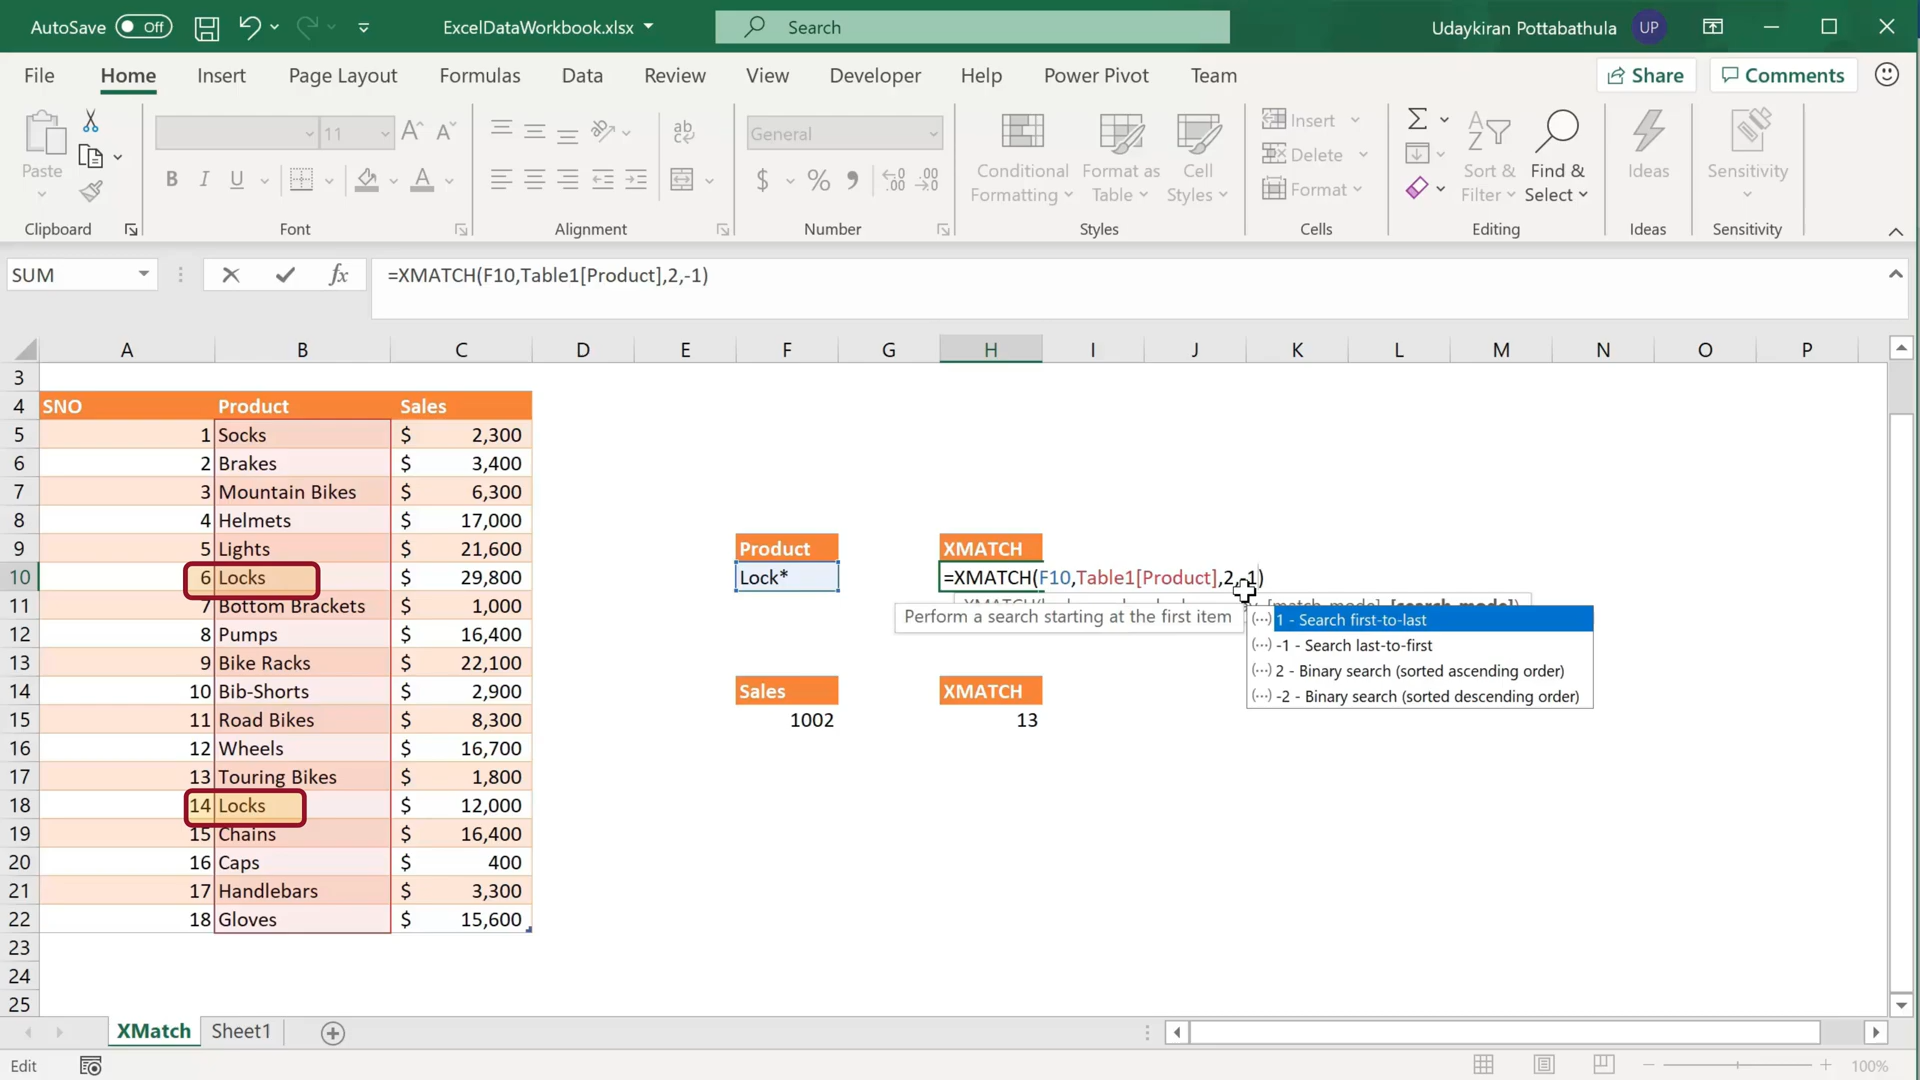 AutoSave Off ExcelDataWorkbook.xlsx Search Udaykiran Pottabathula UP
File Home Insert Page Layout Formulas Data Review View Developer Help Power Pivot Team Share Comments
Paste
Clipboard
11
B I U
Font
Alignment
General
$ % 9
Number
Conditional Formatting
Format as Table
Cell Styles
Styles
Insert
Delete
Format
Cells
Sort & Filter
Find & Select
Editing
Ideas
Ideas
Sensitivity
Sensitivity
SUM fx =XMATCH(F10,Table1[Product],2,-1)
A B C D E F G H I J K L M N O P
3
4 SNO Product Sales
5 1 Socks $ 2,300
6 2 Brakes $ 3,400
7 3 Mountain Bikes $ 6,300
8 4 Helmets $ 17,000
9 5 Lights $ 21,600 Product XMATCH
10 6 Locks $ 29,800 Lock* =XMATCH(F10,Table1[Product],2,-1)
11 7 Bottom Brackets $ 1,000 Perform a search starting at the first item 1 - Search first-to-last
12 8 Pumps $ 16,400 -1 - Search last-to-first
13 9 Bike Racks $ 22,100 2 - Binary search (sorted ascending order)
14 10 Bib-Shorts $ 2,900 Sales XMATCH -2 - Binary search (sorted descending order)
15 11 Road Bikes $ 8,300 1002 13
16 12 Wheels $ 16,700
17 13 Touring Bikes $ 1,800
18 14 Locks $ 12,000
19 15 Chains $ 16,400
20 16 Caps $ 400
21 17 Handlebars $ 3,300
22 18 Gloves $ 15,600
23
24
25
XMatch Sheet1
Edit 100%